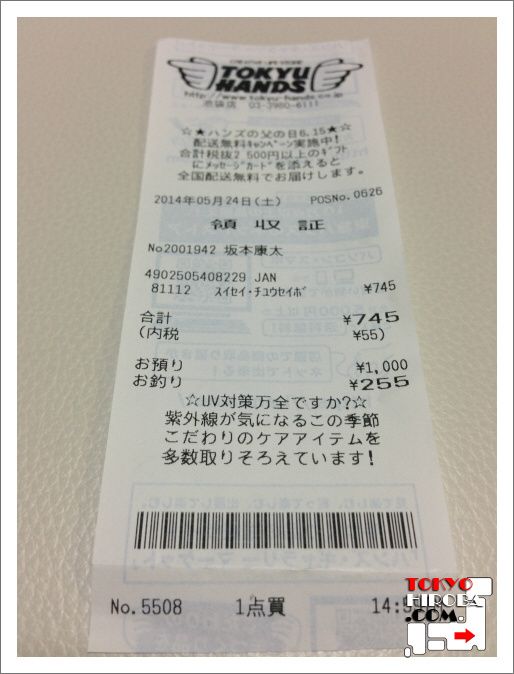 CREATIVE LIFE STORE
TOKYU
HANDS
http://www.tokyu-hands.co.jp
池袋店 03-3980-6111
☆★ハンズの父の日6.15★☆
配送無料ｷｬﾝﾍﾟｰﾝ実施中!
合計税抜2,500円以上のｷﾞﾌﾄ
にﾒｯｾｰｼﾞｶｰﾄﾞを添えると
全国配送無料でお届けします。
2014年05月24日(土) POSNo.0626
領収証
No2001942 坂本康太
4902505408229 JAN
81112 ｽｲｾｲ･ﾁﾕｳｾｲﾎﾞ ¥745
合計 ¥745
(内税 ¥55)
お預り ¥1,000
お釣り ¥255
☆UV対策万全ですか?☆
紫外線が気になるこの季節
こだわりのケアアイテムを
多数取りそろえています!
No.5508 1点買 14:5
TOKYO
HIROBA
.COM